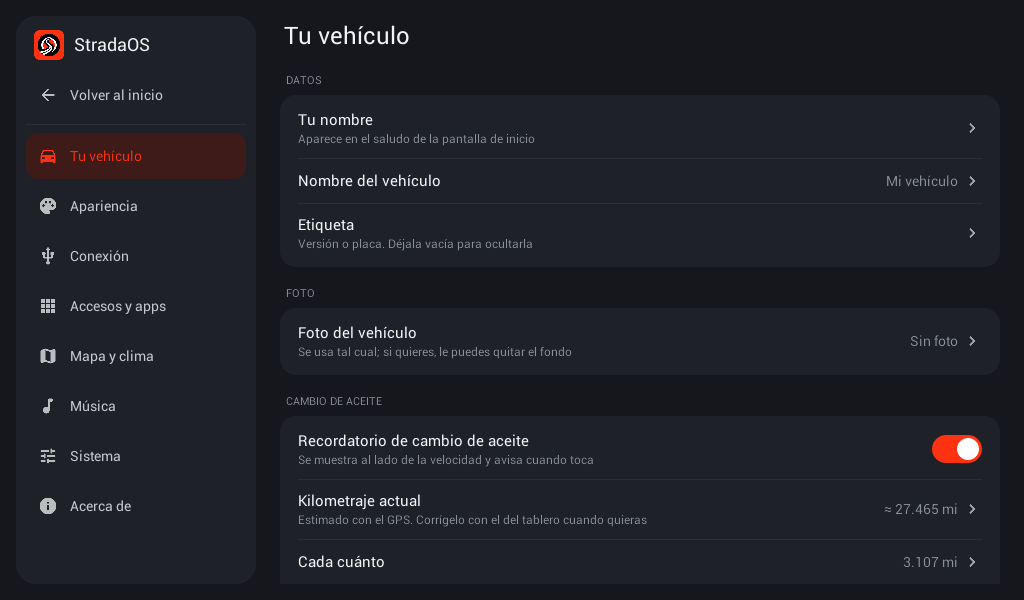 StradaOS
Volver al inicio
Tu vehículo
Apariencia
Conexión
Accesos y apps
Mapa y clima
Música
Sistema
Acerca de
Tu vehículo
DATOS
Tu nombre
Aparece en el saludo de la pantalla de inicio
Nombre del vehículo
Mi vehículo
Etiqueta
Versión o placa. Déjala vacía para ocultarla
FOTO
Foto del vehículo
Se usa tal cual; si quieres, le puedes quitar el fondo
Sin foto
CAMBIO DE ACEITE
Recordatorio de cambio de aceite
Se muestra al lado de la velocidad y avisa cuando toca
Kilometraje actual
Estimado con el GPS. Corrígelo con el del tablero cuando quieras
≈ 27.465 mi
Cada cuánto
3.107 mi